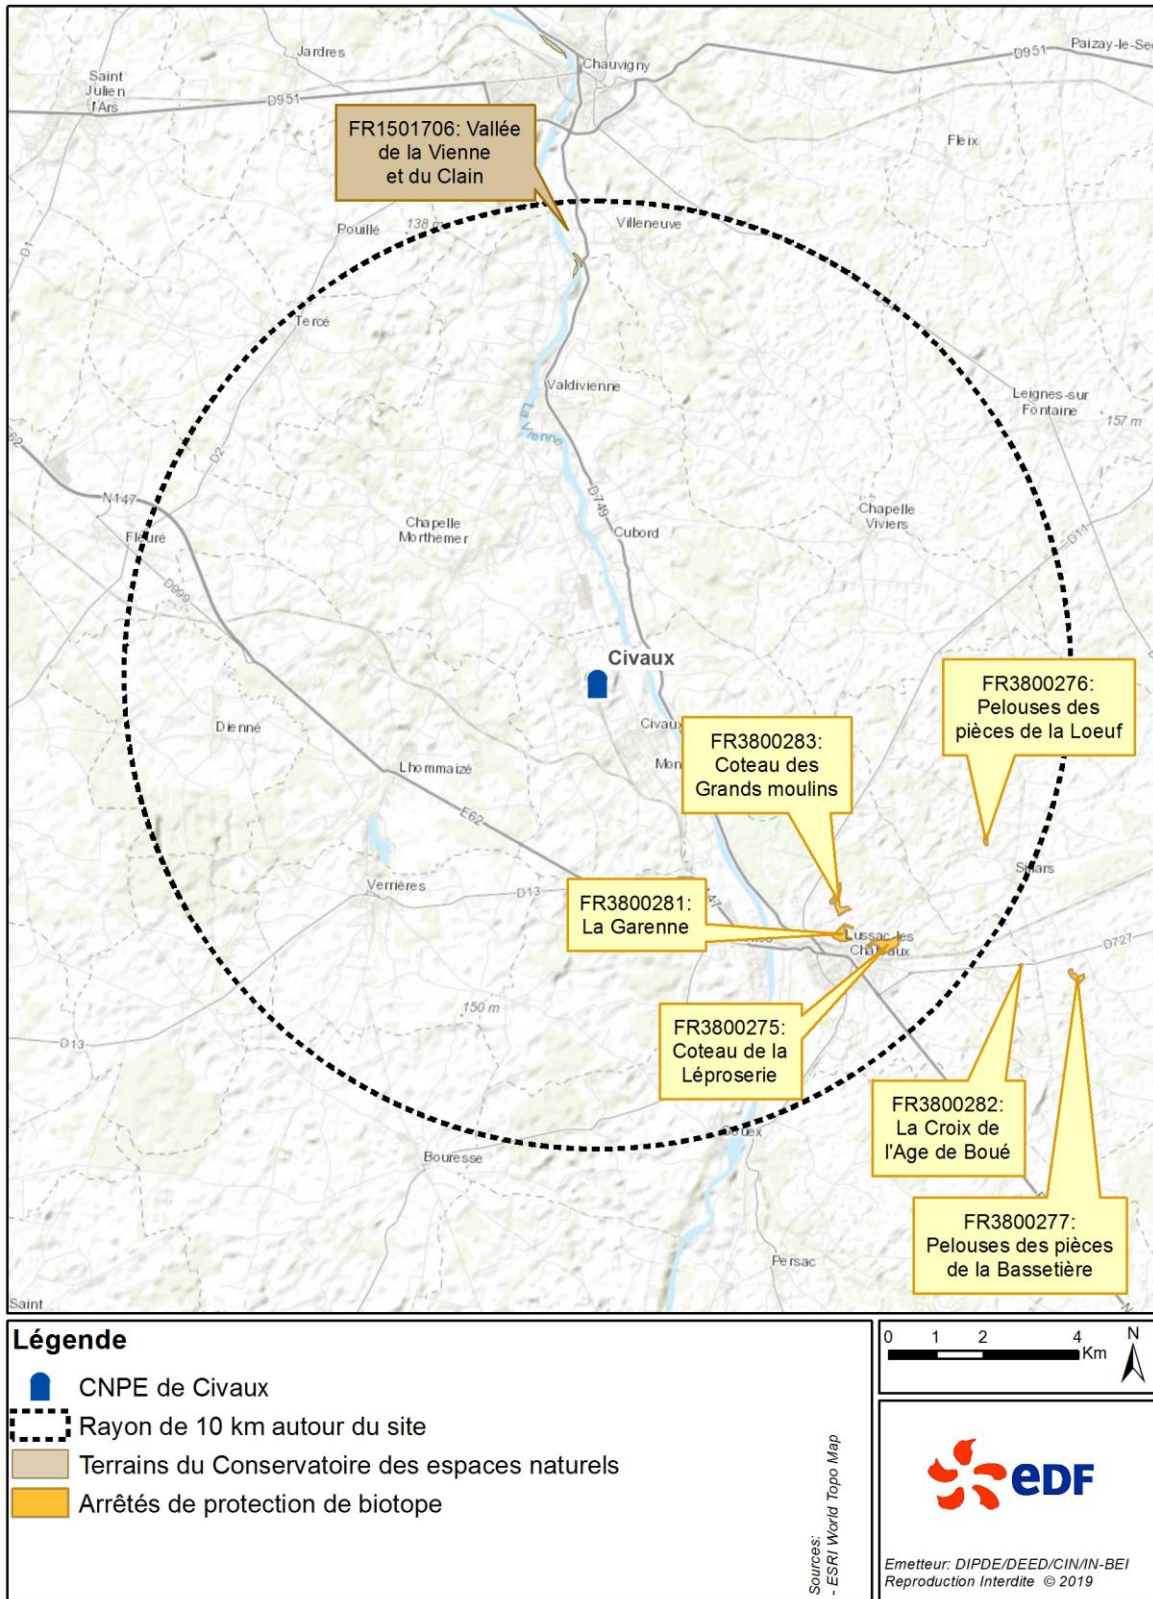 Jardres
Chauvigny
D951
Paizay-le-Sec
Saint
Julien
l'Ars
D951
Fleix
FR1501706: Vallée
de la Vienne
et du Clain
D1
Pouillé
138 m
Villeneuve
Tercé
Valdivienne
La Vienne
Leignes-sur
Fontaine
157 m
D2
N147
D749
Chapelle
Morthemer
Cubord
Chapelle
Viviers
D11
Fleuré
D999
Civaux
Dienné
Civaux
Lhommaizé
E62
FR3800276:
Pelouses des
pièces de la Loeuf
FR3800283:
Coteau des
Grands moulins
Sillars
Verrières
D13
FR3800281:
La Garenne
Lussac-les
Châteaux
D727
150 m
D13
FR3800275:
Coteau de la
Léproserie
FR3800282:
La Croix de
l'Age de Boué
Bouresse
FR3800277:
Pelouses des pièces
de la Bassetière
Persac
Saint
Légende
CNPE de Civaux
Rayon de 10 km autour du site
Terrains du Conservatoire des espaces naturels
Arrêtés de protection de biotope
Sources:
- ESRI World Topo Map
0 1 2 4
Km
N
eDF
Emetteur: DIPDE/DEED/CIN/IN-BEI
Reproduction Interdite © 2019